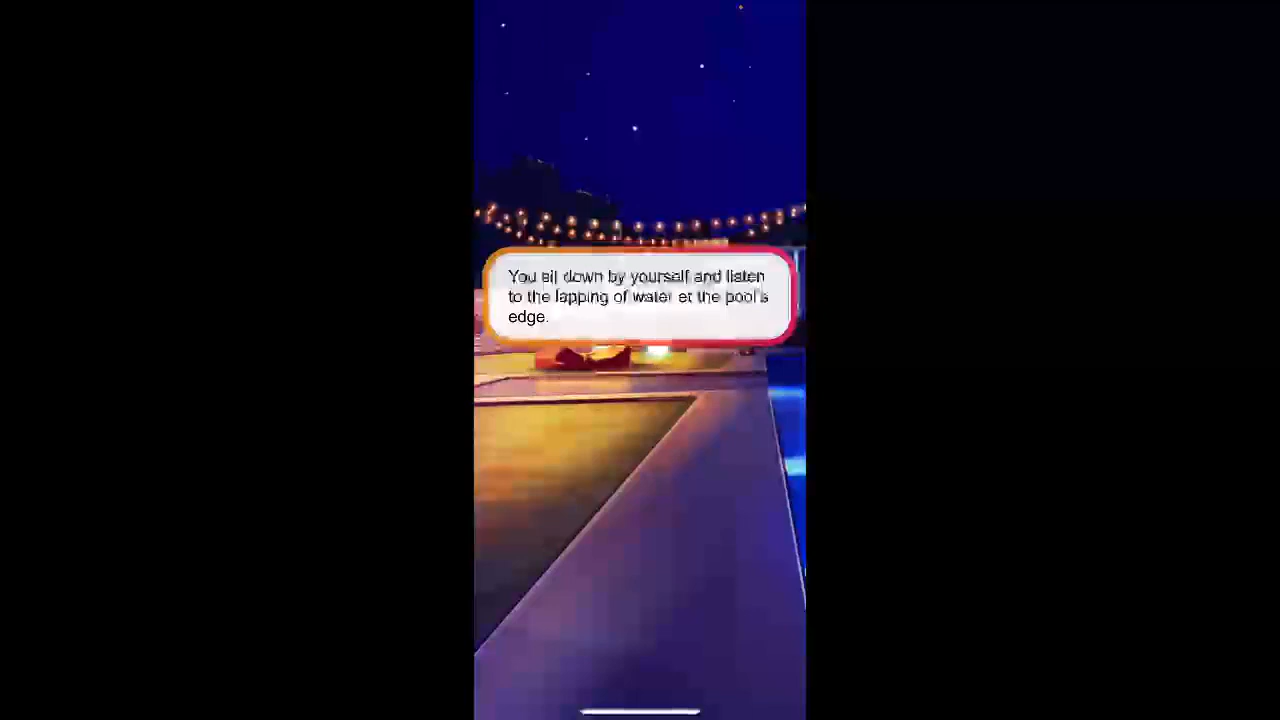 You sit down by yourself and listen
to the lapping of water at the pool's
edge.